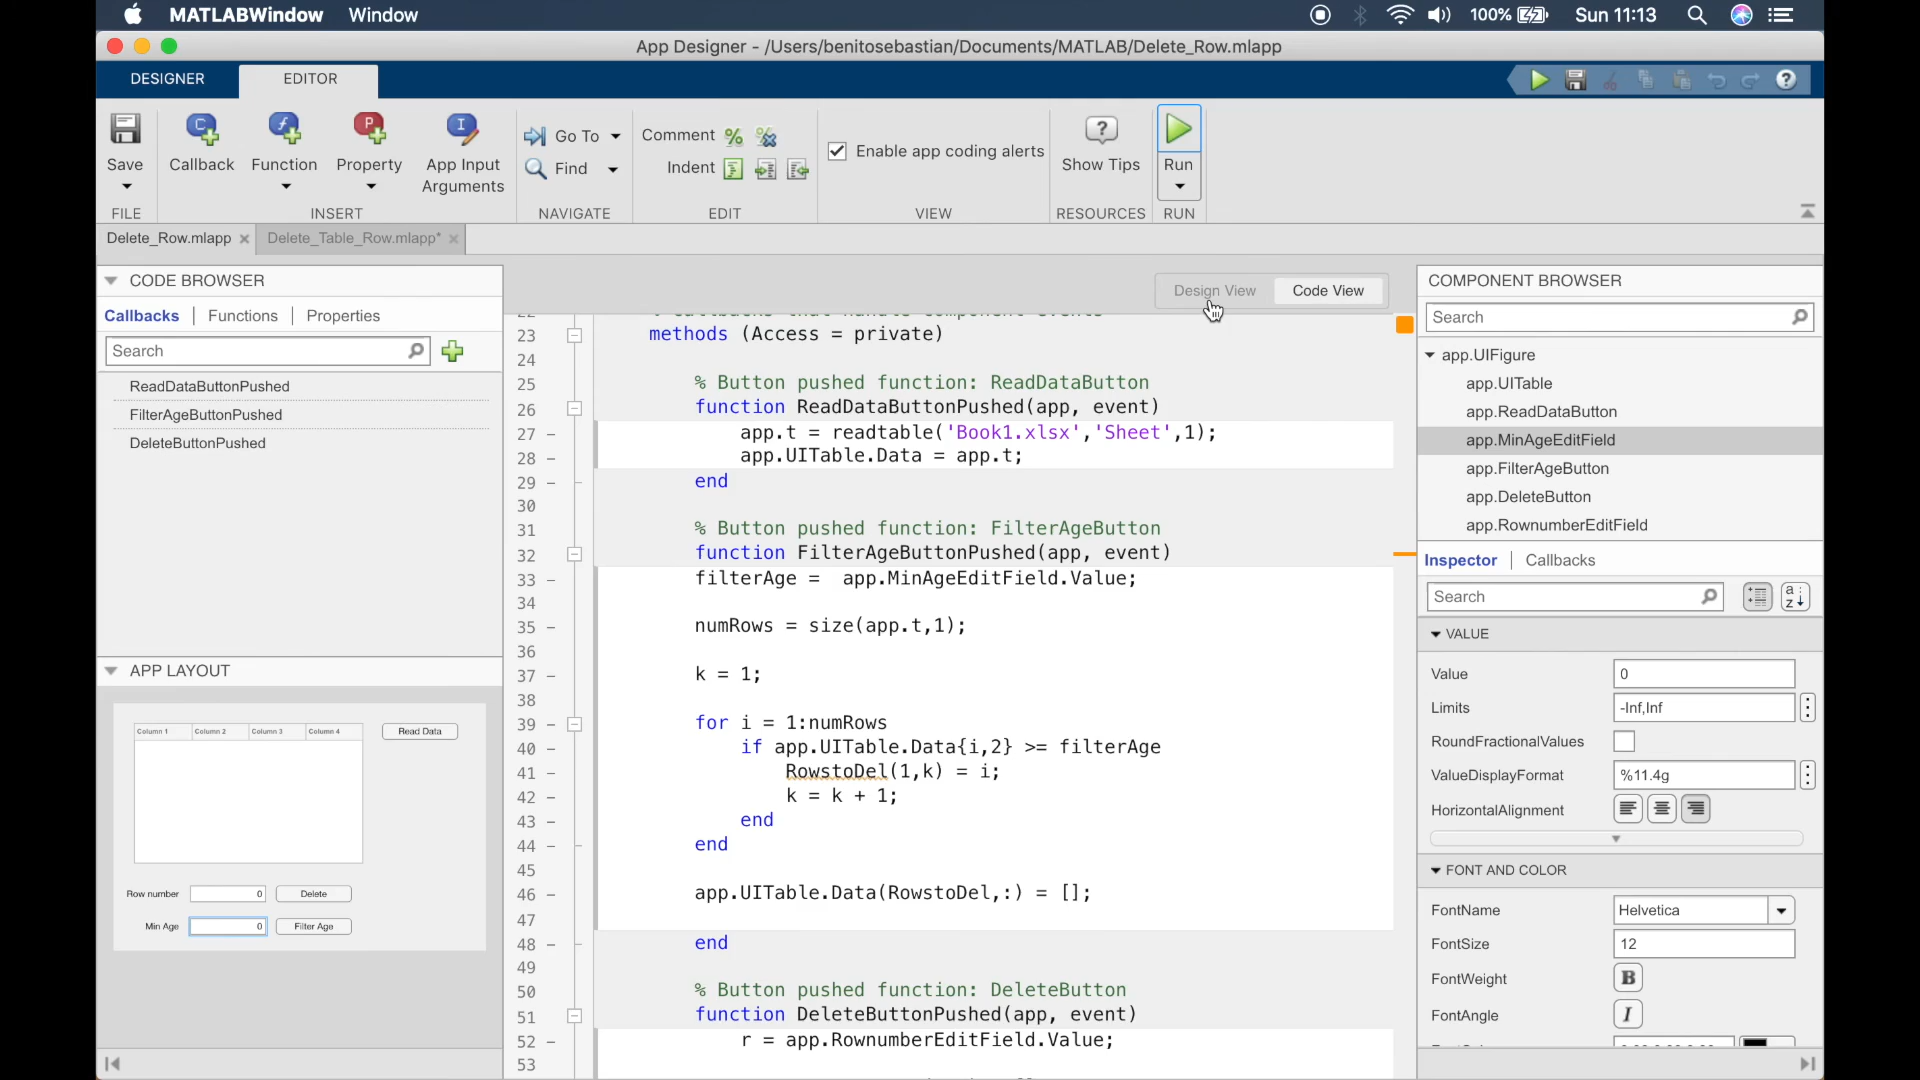 MATLABWindow Window 100% Sun 11:13
App Designer - /Users/benitosebastian/Documents/MATLAB/Delete_Row.mlapp
DESIGNER EDITOR
Save Callback Function Property App Input Arguments
Go To Find
Comment Indent
Enable app coding alerts
Show Tips Run
FILE INSERT NAVIGATE EDIT VIEW RESOURCES RUN
Delete_Row.mlapp Delete_Table_Row.mlapp*
CODE BROWSER
Callbacks Functions Properties
Search
ReadDataButtonPushed
FilterAgeButtonPushed
DeleteButtonPushed
APP LAYOUT
Column 1 Column 2 Column 3 Column 4 Read Data
Row number 0 Delete
Min Age 0 Filter Age
Design View Code View
23 methods (Access = private)
24
25 % Button pushed function: ReadDataButton
26 function ReadDataButtonPushed(app, event)
27 – app.t = readtable('Book1.xlsx','Sheet',1);
28 – app.UITable.Data = app.t;
29 – end
30
31 % Button pushed function: FilterAgeButton
32 function FilterAgeButtonPushed(app, event)
33 – filterAge =  app.MinAgeEditField.Value;
34
35 – numRows = size(app.t,1);
36
37 – k = 1;
38
39 – for i = 1:numRows
40 – if app.UITable.Data{i,2} >= filterAge
41 – RowstoDel(1,k) = i;
42 – k = k + 1;
43 – end
44 – end
45
46 – app.UITable.Data(RowstoDel,:) = [];
47
48 – end
49
50 % Button pushed function: DeleteButton
51 function DeleteButtonPushed(app, event)
52 – r = app.RownumberEditField.Value;
53
COMPONENT BROWSER
Search
app.UIFigure
app.UITable
app.ReadDataButton
app.MinAgeEditField
app.FilterAgeButton
app.DeleteButton
app.RownumberEditField
Inspector Callbacks
Search
VALUE
Value 0
Limits -Inf,Inf
RoundFractionalValues
ValueDisplayFormat %11.4g
HorizontalAlignment
FONT AND COLOR
FontName Helvetica
FontSize 12
FontWeight B
FontAngle I